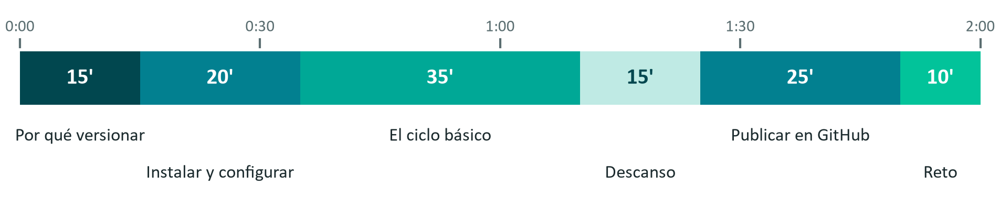 0:00 0:30 1:00 1:30 2:00
15' 20' 35' 15' 25' 10'
Por qué versionar El ciclo básico Publicar en GitHub
Instalar y configurar Descanso Reto